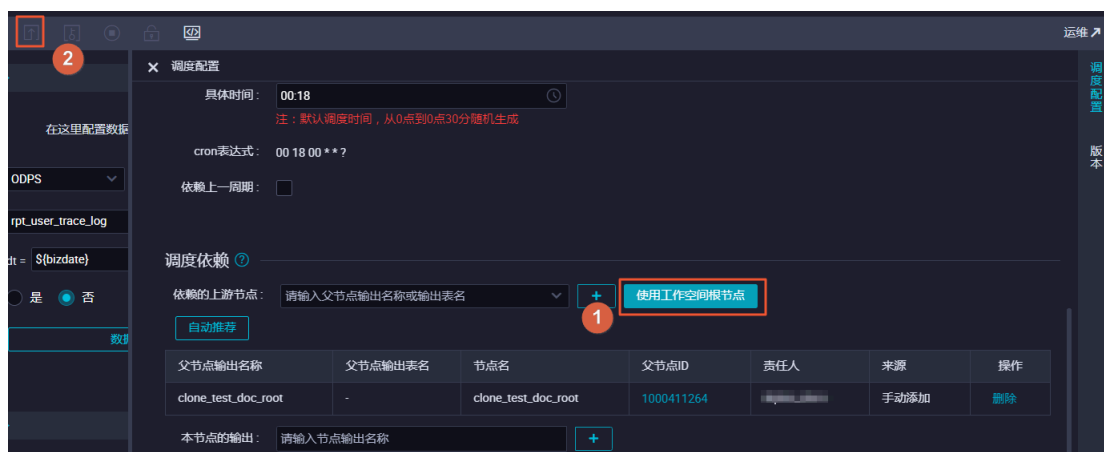 运维
2
调度配置
调度配置
版本
具体时间：
00:18
注：默认调度时间，从0点到0点30分随机生成
在这里配置数据
cron表达式：
00 18 00 * * ?
ODPS
依赖上一周期：
rpt_user_trace_log
dt =
${bizdate}
调度依赖
?
是
否
依赖的上游节点：
请输入父节点输出名称或输出表名
+
使用工作空间根节点
1
自动推荐
父节点输出名称
父节点输出表名
节点名
父节点ID
责任人
来源
操作
clone_test_doc_root
-
clone_test_doc_root
1000411264
手动添加
删除
本节点的输出：
请输入节点输出名称
+